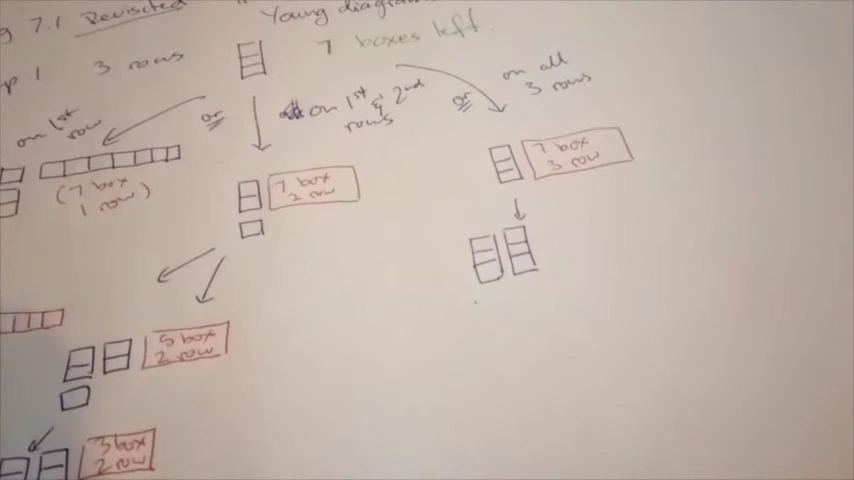 7.1 Revisited
Young diagram
1 3 rows
7 boxes left.
on 1st row
or
on 1st & 2nd rows
or
on all
3 rows
(7 box
1 row)
7 box
2 row
7 box
3 row
5 box
2 row
3 box
2 row